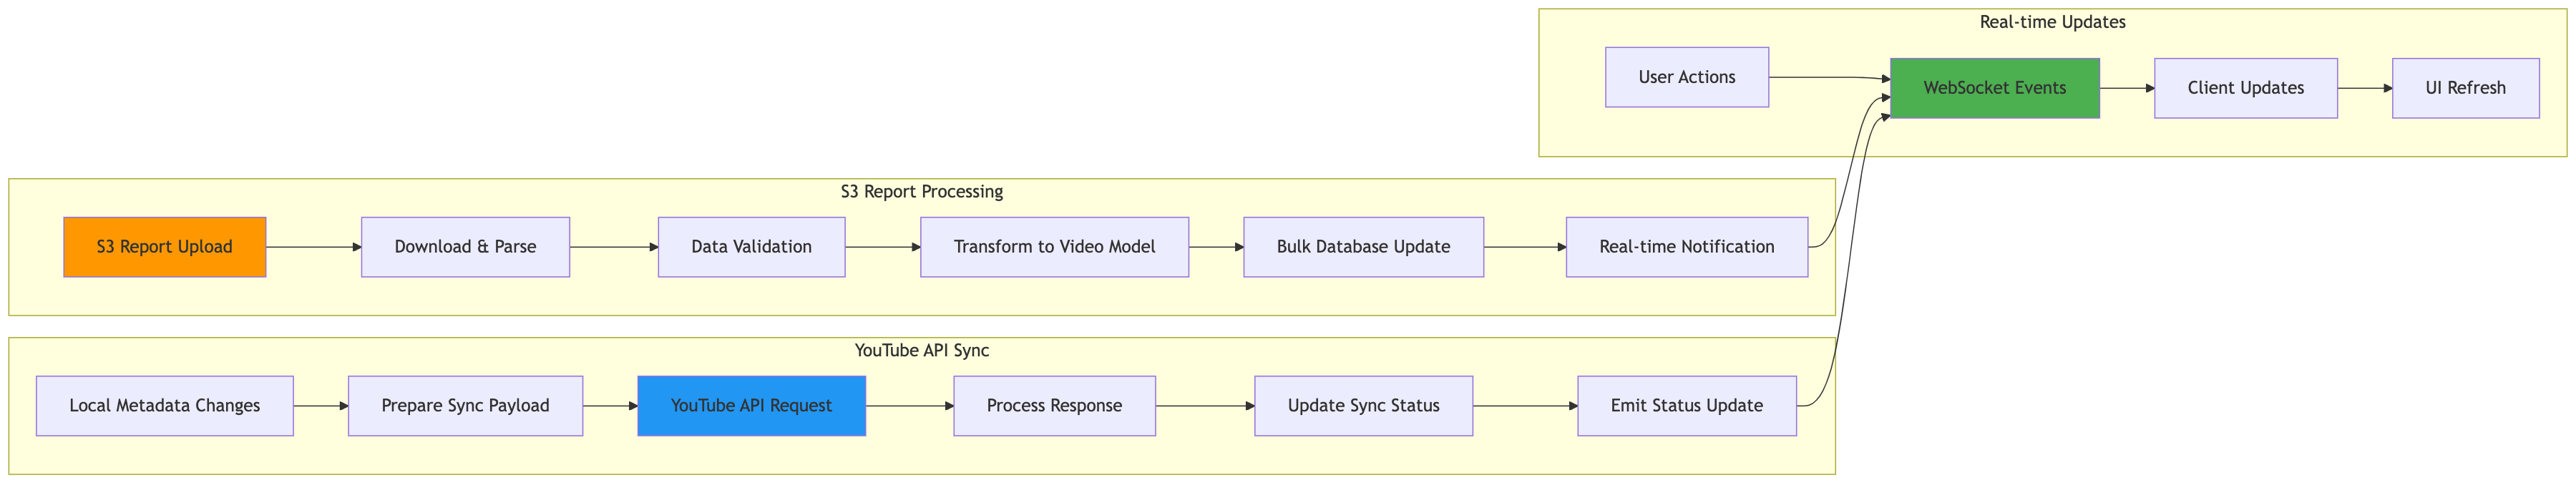 Real-time Updates
User Actions
WebSocket Events
Client Updates
UI Refresh
S3 Report Processing
S3 Report Upload
Download & Parse
Data Validation
Transform to Video Model
Bulk Database Update
Real-time Notification
YouTube API Sync
Local Metadata Changes
Prepare Sync Payload
YouTube API Request
Process Response
Update Sync Status
Emit Status Update